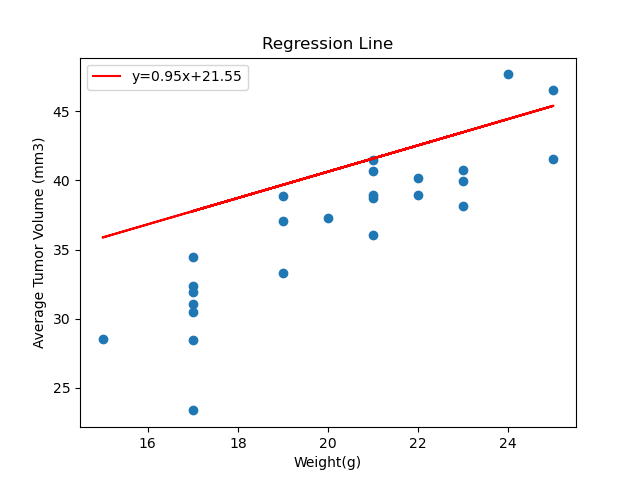 Regression Line
y=0.95x+21.55
45
40
35
30
25
Average Tumor Volume (mm3)
16 18 20 22 24
Weight(g)